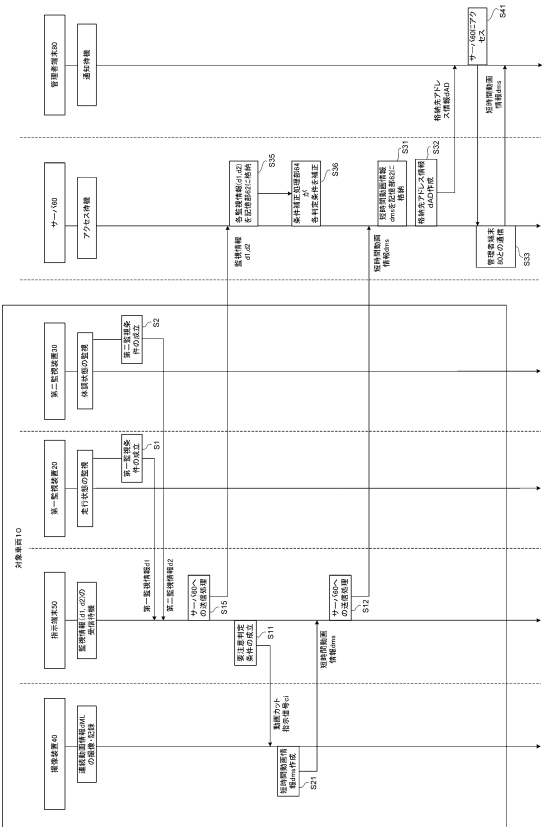 対象車両10
撮像装置40
連続動画情報dML
の撮像・記録
指示端末50
監視情報(d1,d2)の
受信待機
第一監視装置20
走行状態の監視
第二監視装置30
体調状態の監視
サーバ60
アクセス待機
管理者端末80
通知待機
第一監視条
件の成立
S1
第二監視条
件の成立
S2
第一監視情報d1
第二監視情報d2
サーバ60へ
の送信処理
S15
監視情報
d1,d2
各監視情報(d1,d2)
を記憶部62に格納
S35
条件補正処理部64
が
各判定条件を補正
S36
要注意判定
条件の成立
S11
動画カット
指示信号ci
短時間動画情
報dms作成
S21
短時間動画
情報dms
サーバ60へ
の送信処理
S12
短時間動画
情報dms
短時間動画情報
dmsを記憶部62に
格納
S31
格納先アドレス情報
dAD作成
S32
格納先アドレ
ス情報dAD
サーバ60にアク
セス
S41
管理者端末
80との通信
S33
短時間動画
情報dms